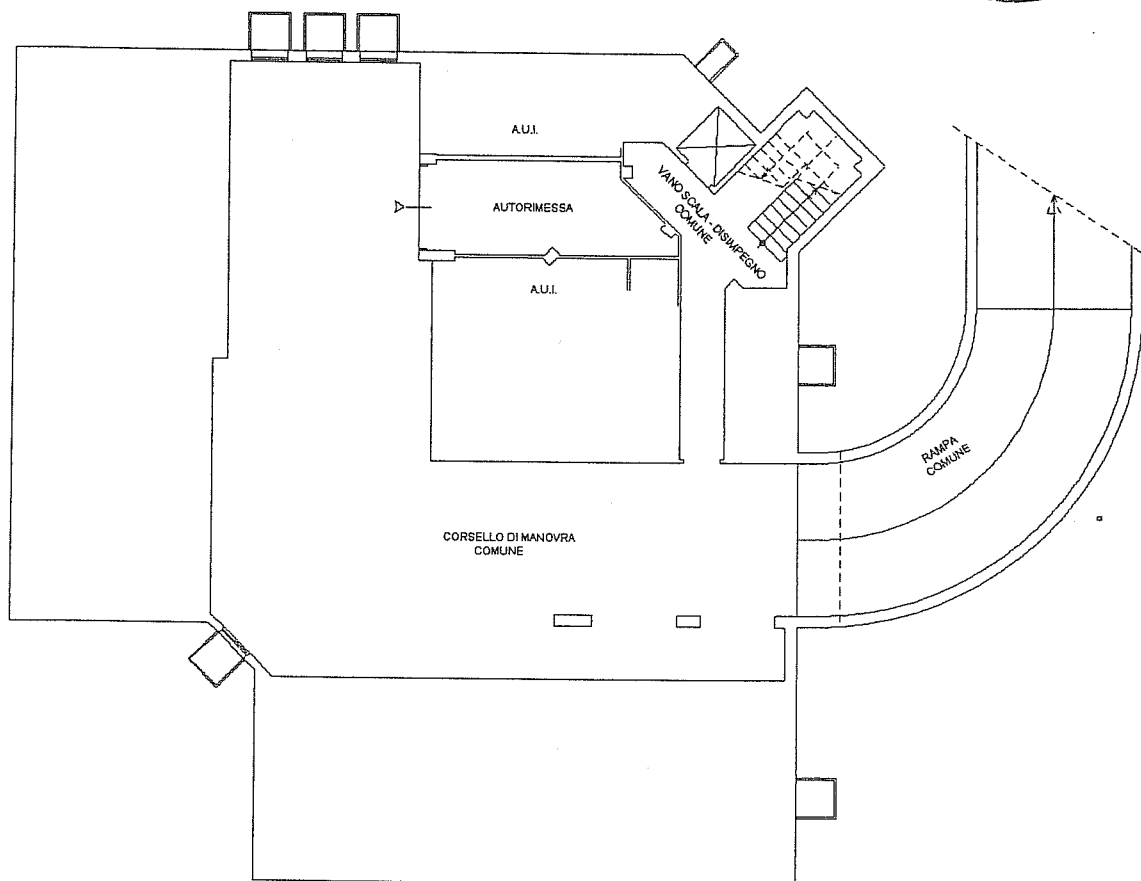 A.U.I.
AUTORIMESSA
VANO SCALA - DISIMPEGNO
COMUNE
A.U.I.
RAMPA
COMUNE
CORSELLO DI MANOVRA
COMUNE